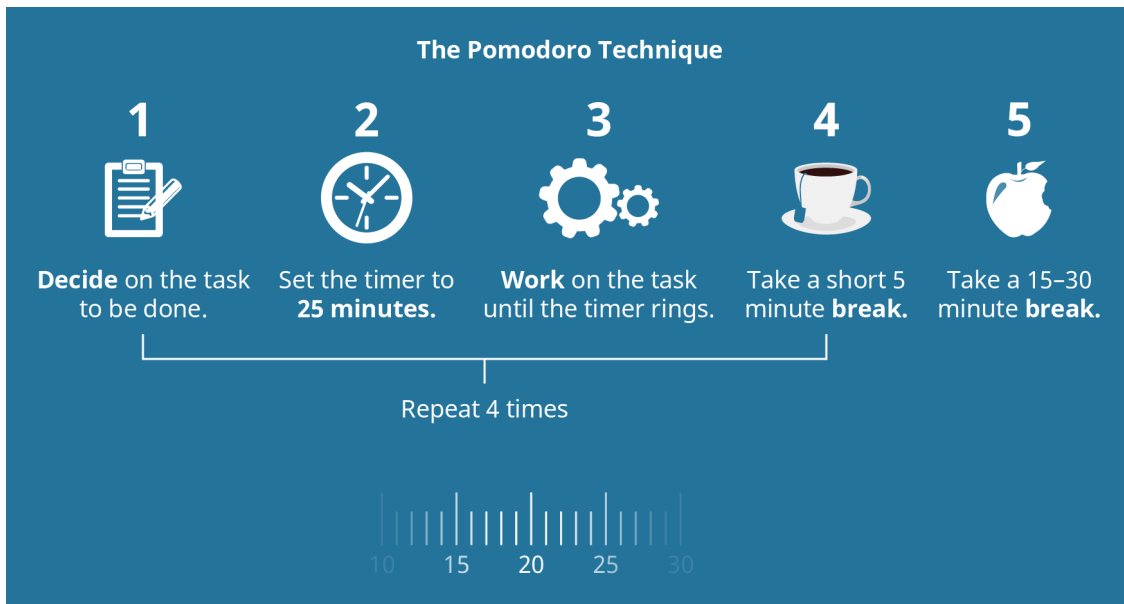 The Pomodoro Technique
1
2
3
4
5
Decide on the task
to be done.
Set the timer to
25 minutes.
Work on the task
until the timer rings.
Take a short 5
minute break.
Take a 15–30
minute break.
Repeat 4 times
10 15 20 25 30